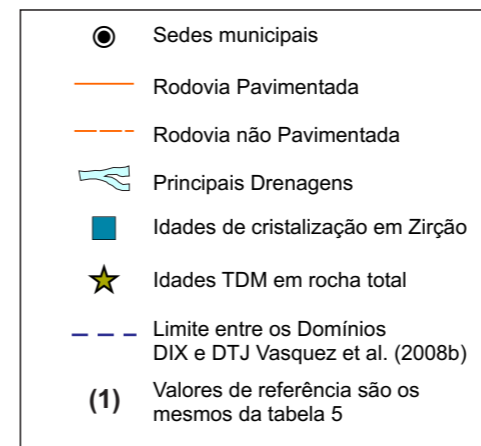 Sedes municipais
Rodovia Pavimentada
Rodovia não Pavimentada
Principais Drenagens
Idades de cristalização em Zirção
Idades TDM em rocha total
Limite entre os Domínios
DIX e DTJ Vasquez et al. (2008b)
(1) Valores de referência são os
mesmos da tabela 5